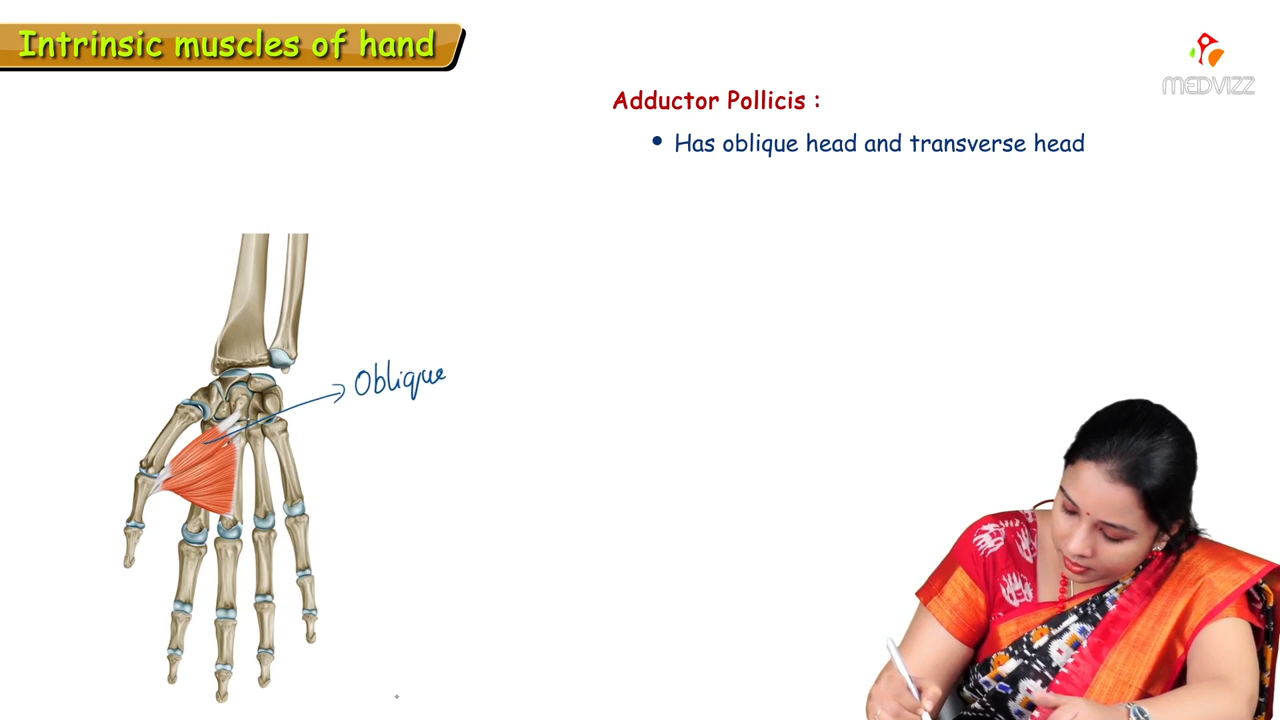 Intrinsic muscles of hand
MEDVIZZ
Adductor Pollicis :
• Has oblique head and transverse head
Oblique